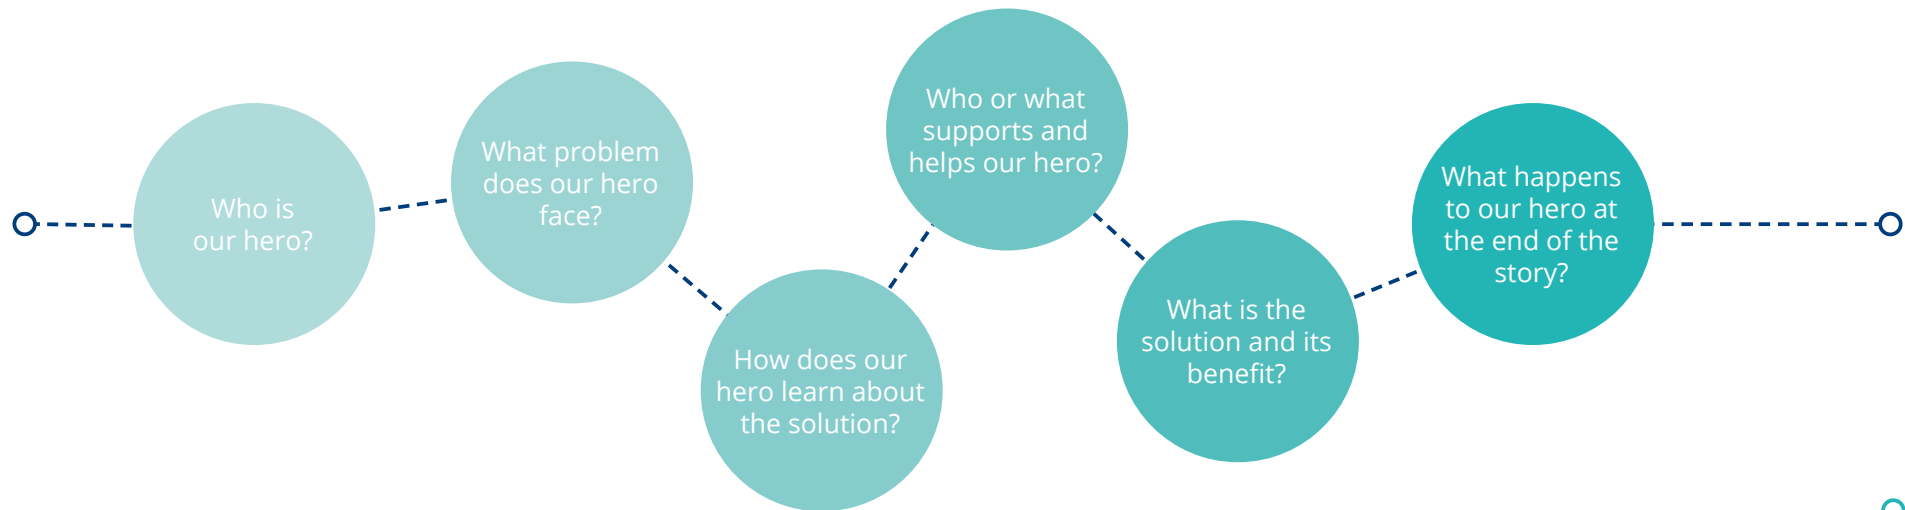 Who is
our hero?
What problem
does our hero
face?
How does our
hero learn about
the solution?
Who or what
supports and
helps our hero?
What is the
solution and its
benefit?
What happens
to our hero at
the end of the
story?